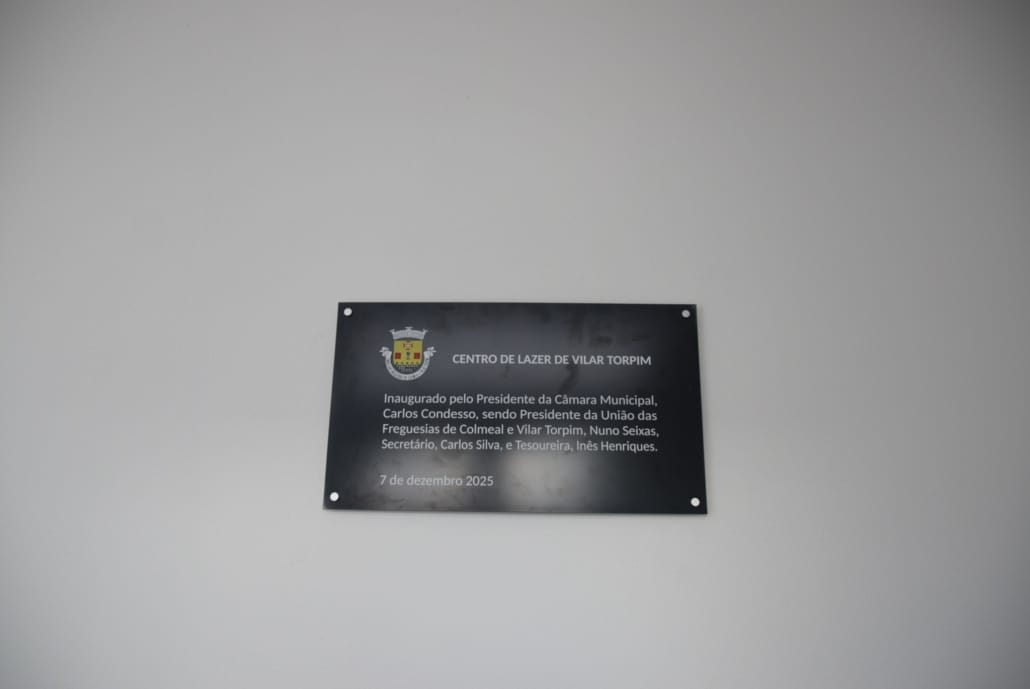 CENTRO DE LAZER DE VILAR TORPIM
Inaugurado pelo Presidente da Câmara Municipal,
Carlos Condesso, sendo Presidente da União das
Freguesias de Colmeal e Vilar Torpim, Nuno Seixas,
Secretário, Carlos Silva, e Tesoureira, Inês Henriques.
7 de dezembro 2025